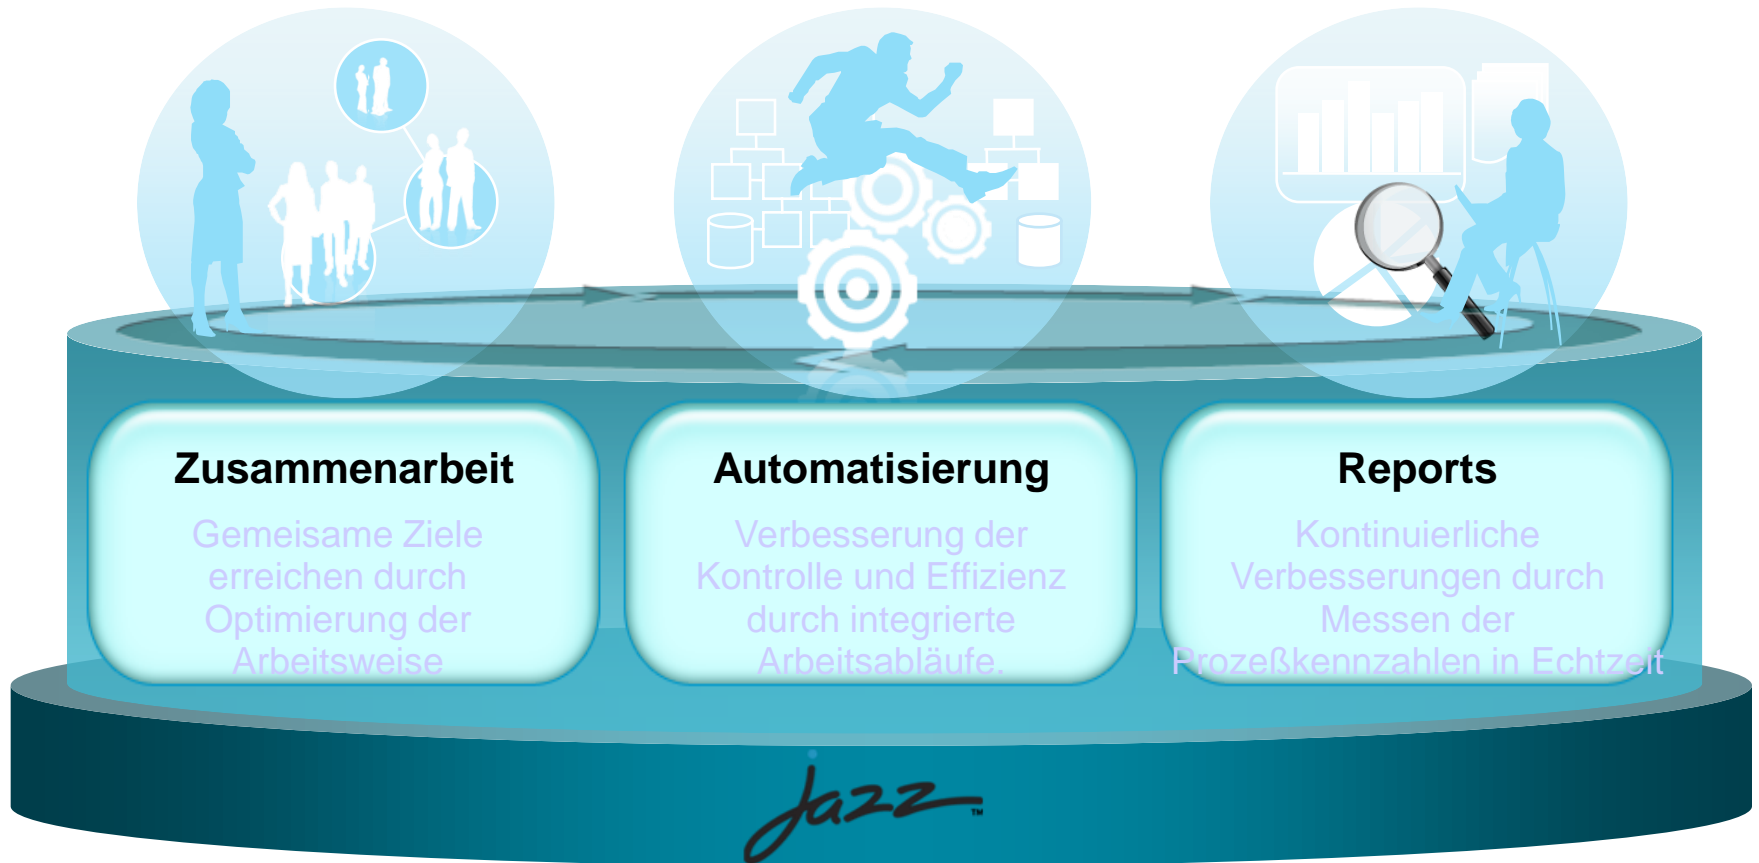 Zusammenarbeit
Gemeisame Ziele
erreichen durch
Optimierung der
Arbeitsweise
Automatisierung
Verbesserung der
Kontrolle und Effizienz
durch integrierte
Arbeitsabläufe.
Reports
Kontinuierliche
Verbesserungen durch
Messen der
Prozeßkennzahlen in Echtzeit
jazz™